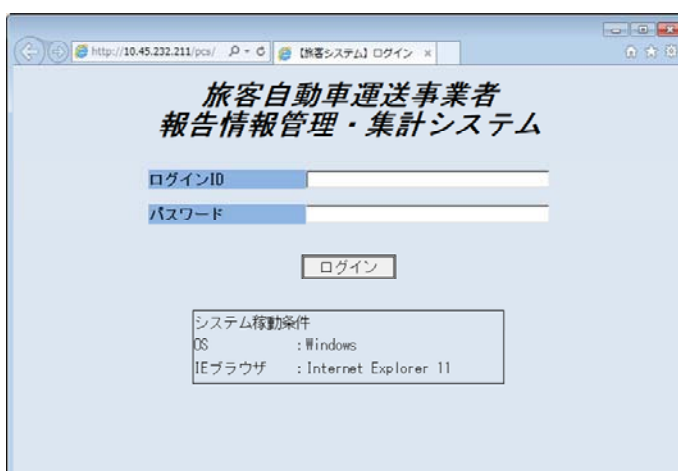 http://10.45.232.211/pca/
【旅客システム】ログイン ×
旅客自動車運送事業者
報告情報管理・集計システム
ログインID
パスワード
ログイン
システム稼動条件
OS :Windows
IEブラウザ :Internet Explorer 11